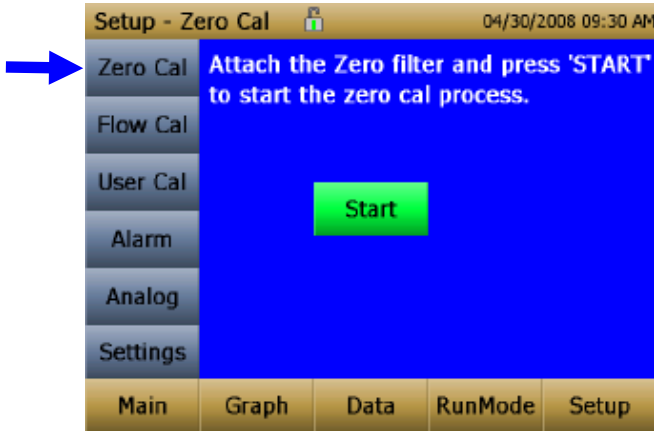 Setup - Zero Cal 04/30/2008 09:30 AM
Zero Cal
Attach the Zero filter and press 'START'
to start the zero cal process.
Flow Cal
User Cal
Start
Alarm
Analog
Settings
Main Graph Data RunMode Setup